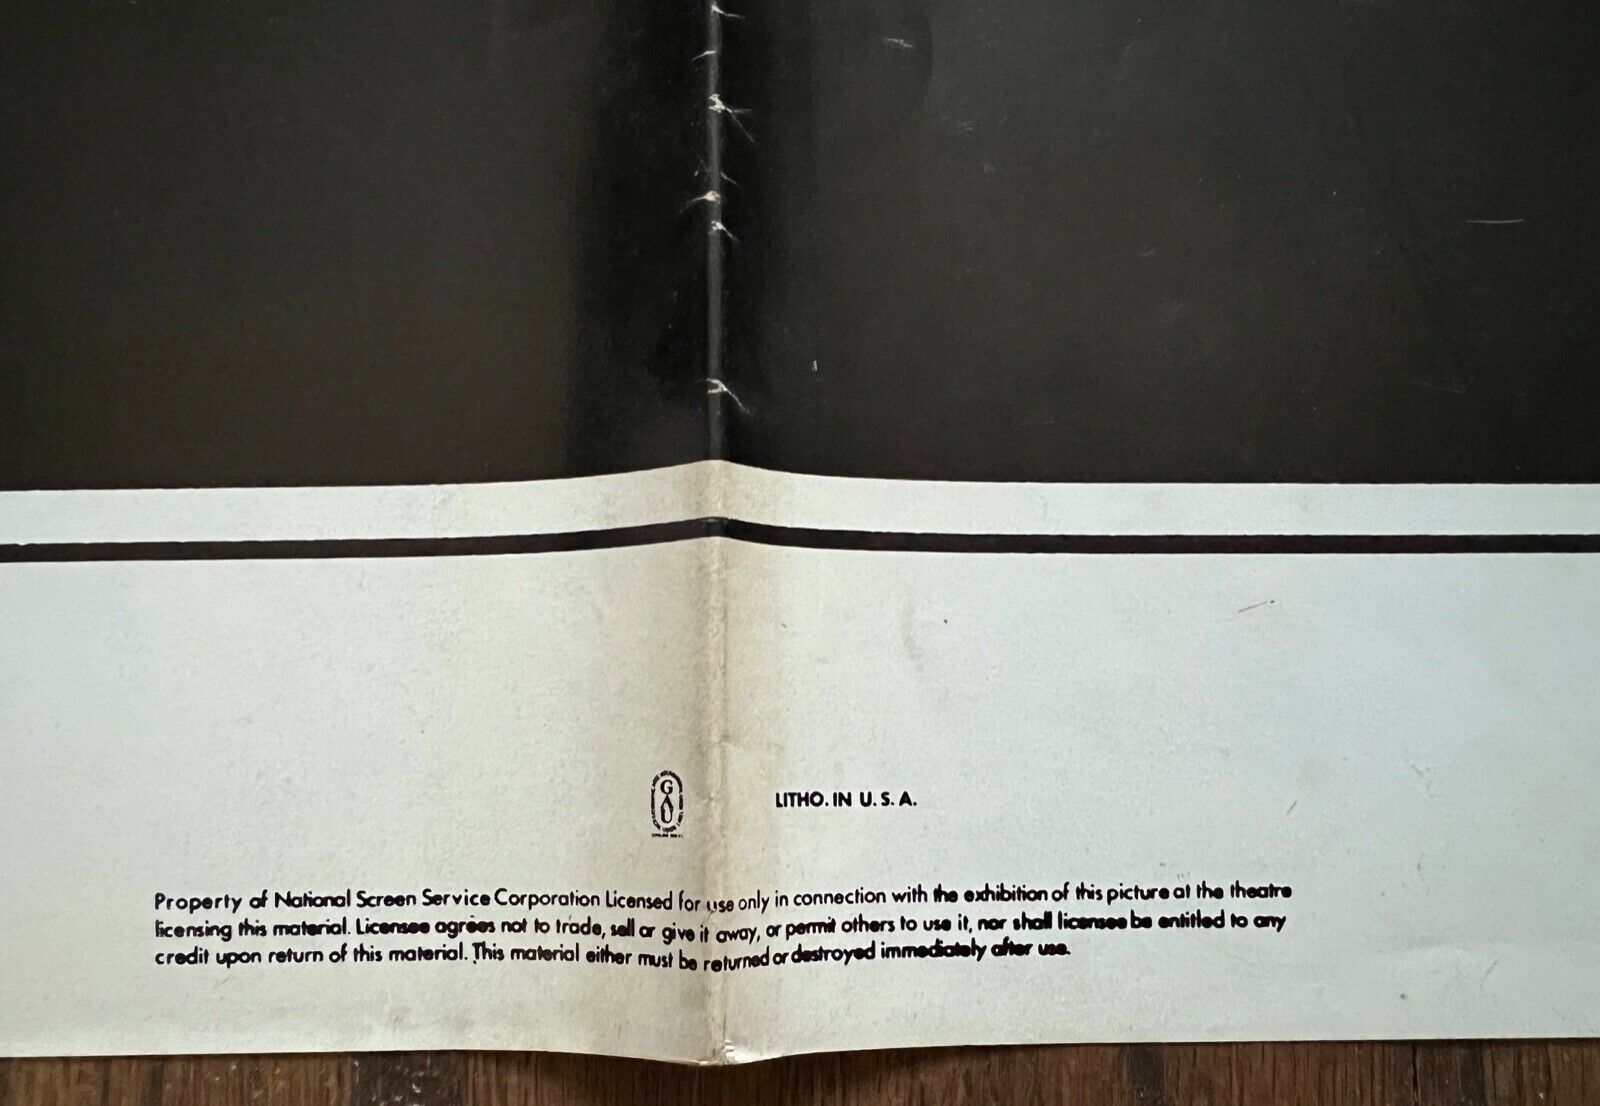 LITHO. IN U. S. A.
Property of National Screen Service Corporation Licensed for use only in connection with the exhibition of this picture at the theatre
licensing this material. Licensee agrees not to trade, sell or give it away, or permit others to use it, nor shall licensee be entitled to any
credit upon return of this material. This material either must be returned or destroyed immediately after use.